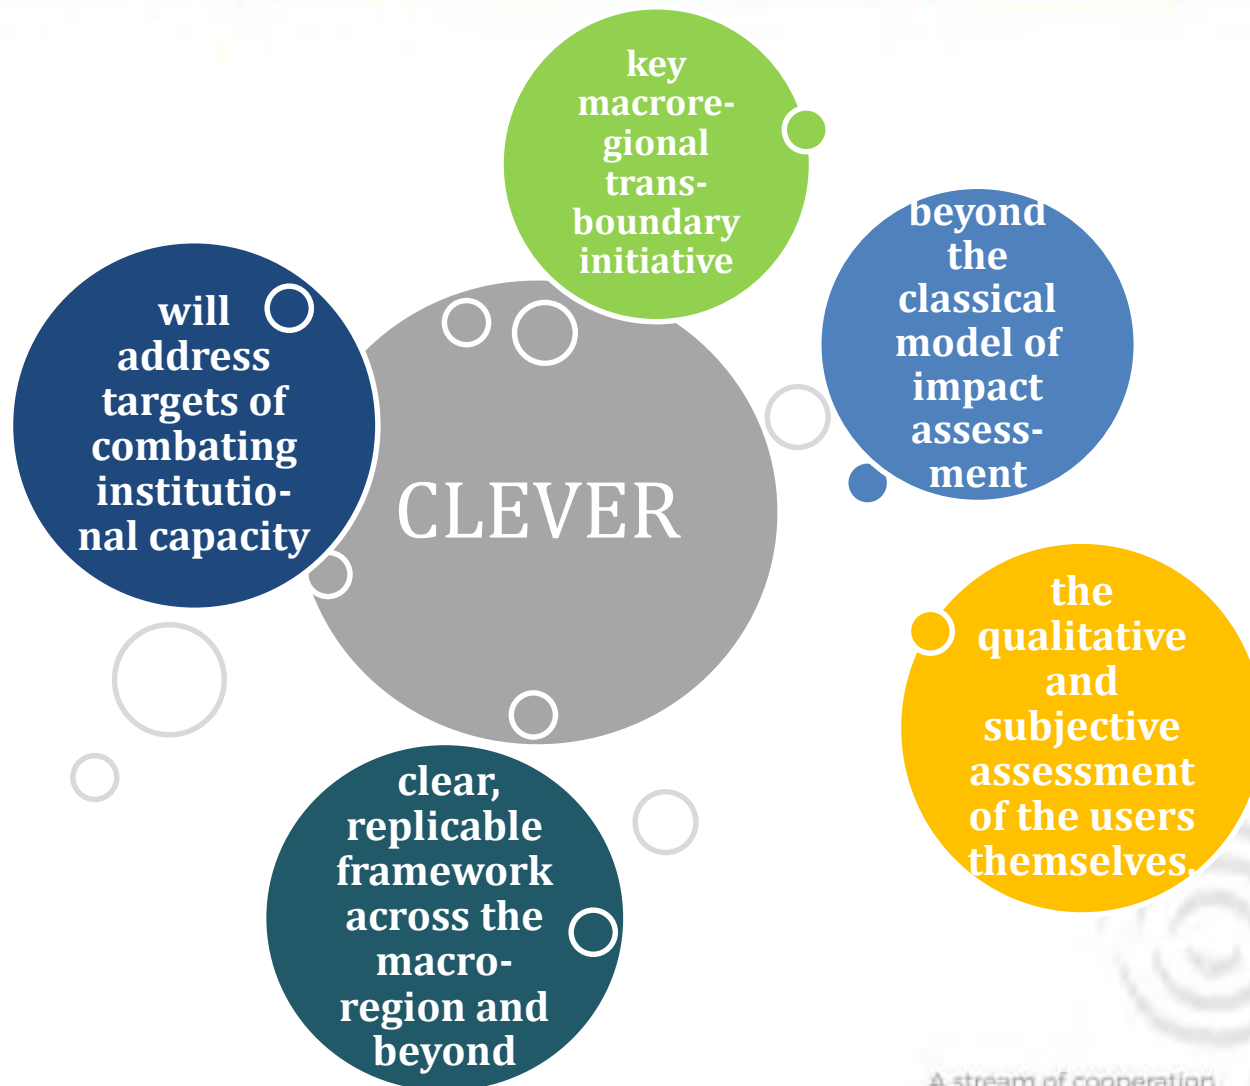 key
macrore-
gional
trans-
boundary
initiative
beyond
the
classical
model of
impact
assess-
ment
will
address
targets of
combating
institutio-
nal capacity
CLEVER
the
qualitative
and
subjective
assessment
of the users
themselves.
clear,
replicable
framework
across the
macro-
region and
beyond
A stream of cooperation